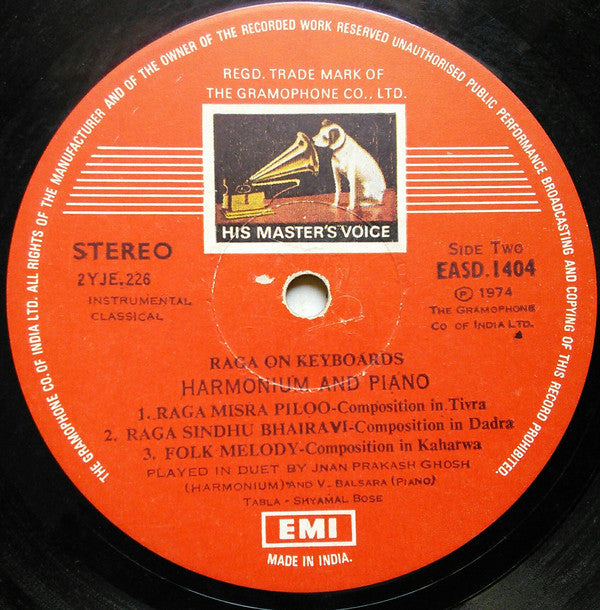 THE GRAMOPHONE CO. OF INDIA LTD. ALL RIGHTS OF THE MANUFACTURER AND OF THE OWNER OF THE RECORDED WORK RESERVED UNAUTHORISED PUBLIC PERFORMANCE BROADCASTING AND COPYING OF THIS RECORD PROHIBITED.
REGD. TRADE MARK OF
THE GRAMOPHONE CO., LTD.
HIS MASTER'S VOICE
STEREO
2YJE.226
INSTRUMENTAL
CLASSICAL
Side Two
EASD.1404
Ⓟ 1974
The Gramophone
Co of India Ltd.
RAGA ON KEYBOARDS
HARMONIUM AND PIANO
1. RAGA MISRA PILOO-Composition in Tivra
2. RAGA SINDHU BHAIRAVI-Composition in Dadra
3. FOLK MELODY-Composition in Kaharwa
PLAYED IN DUET BY JNAN PRAKASH GHOSH
(HARMONIUM) AND V. BALSARA (PIANO)
TABLA - SHYAMAL BOSE
EMI
MADE IN INDIA.